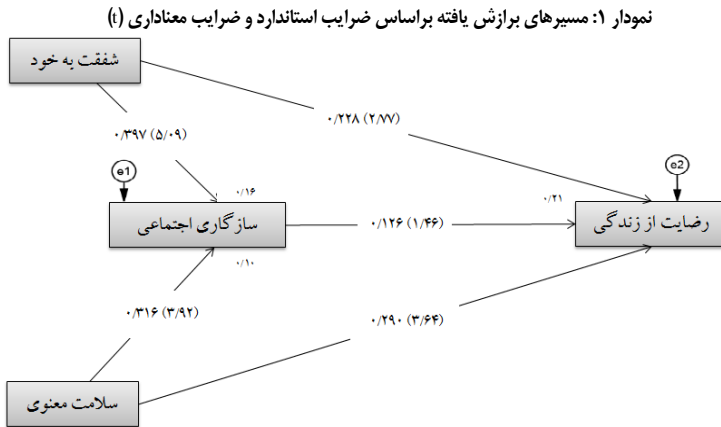 نمودار ۱: مسیرهای برازش یافته براساس ضرایب استاندارد و ضرایب معناداری (t)
شفقت به خود
۰/۲۲۸ (۲/۷۷)
۰/۳۹۷ (۵/۰۹)
e1
e2
۰/۱۶
۰/۲۱
سازگاری اجتماعی
۰/۱۲۶ (۱/۴۶)
رضایت از زندگی
۰/۱۰
۰/۳۱۶ (۳/۹۲)
۰/۲۹۰ (۳/۶۴)
سلامت معنوی